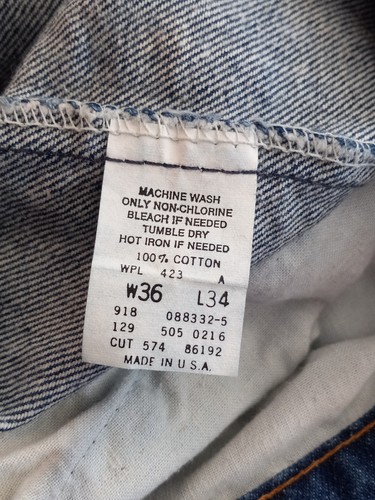 MACHINE WASH
ONLY NON-CHLORINE
BLEACH IF NEEDED
TUMBLE DRY
HOT IRON IF NEEDED
100% COTTON
WPL 423 A
W36 L34
918 088332-5
129 505 0216
CUT 574 86192
MADE IN U.S.A.